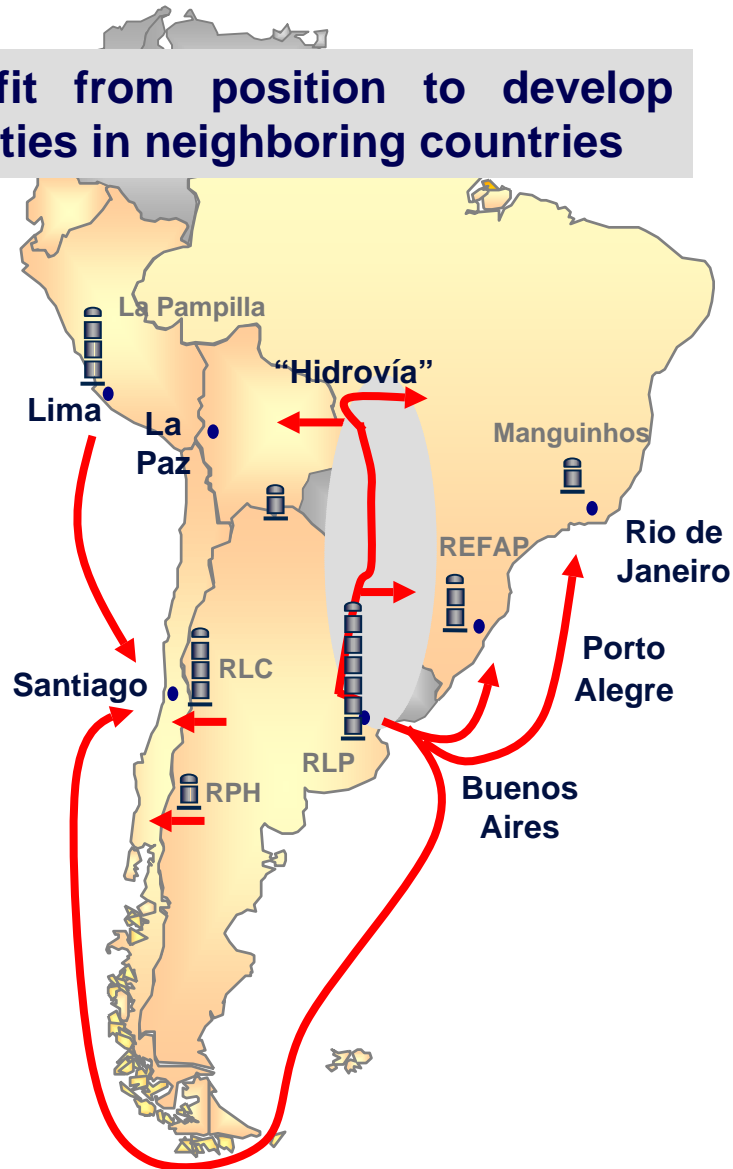 fit from position to develop
ties in neighboring countries
La Pampilla
“Hidrovía”
Lima
La
Paz
Manguinhos
Rio de
Janeiro
REFAP
Porto
Alegre
Santiago
RLC
RLP
RPH
Buenos
Aires